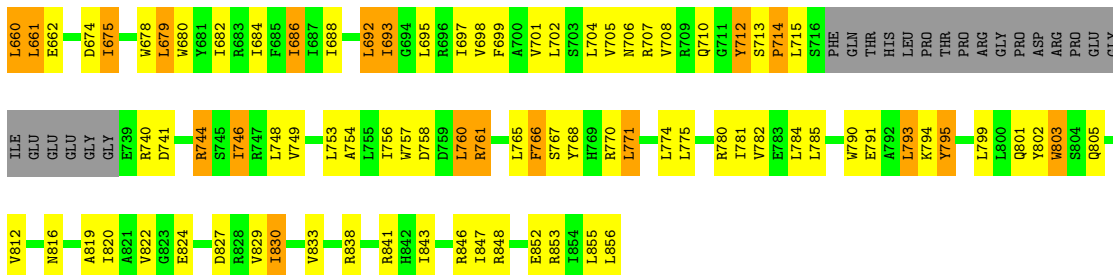 L660 L661 E662 D674 I675 W678 L679 W680 Y681 I682 R683 I684 F685 I686 I687 I688 L692 I693 G694 L695 R696 I697 V698 F699 A700 V701 L702 S703 L704 V705 N706 R707 V708 R709 Q710 G711 Y712 S713 P714 L715 S716 PHE GLN THR HIS LEU PRO THR PRO ARG GLY PRO ASP ARG PRO GLU GLY
ILE GLU GLU GLU GLY GLY E739 R740 D741 R744 S745 I746 R747 L748 V749 L753 A754 L755 I756 W757 D758 D759 L760 R761 L765 F766 S767 Y768 H769 R770 L771 L774 L775 R780 I781 V782 E783 L784 L785 W790 E791 A792 L793 K794 Y795 L799 L800 Q801 Y802 W803 S804 Q805
V812 N816 A819 I820 A821 V822 G823 E824 D827 R828 V829 I830 V833 R838 R841 H842 I843 R846 I847 R848 E852 R853 I854 L855 L856